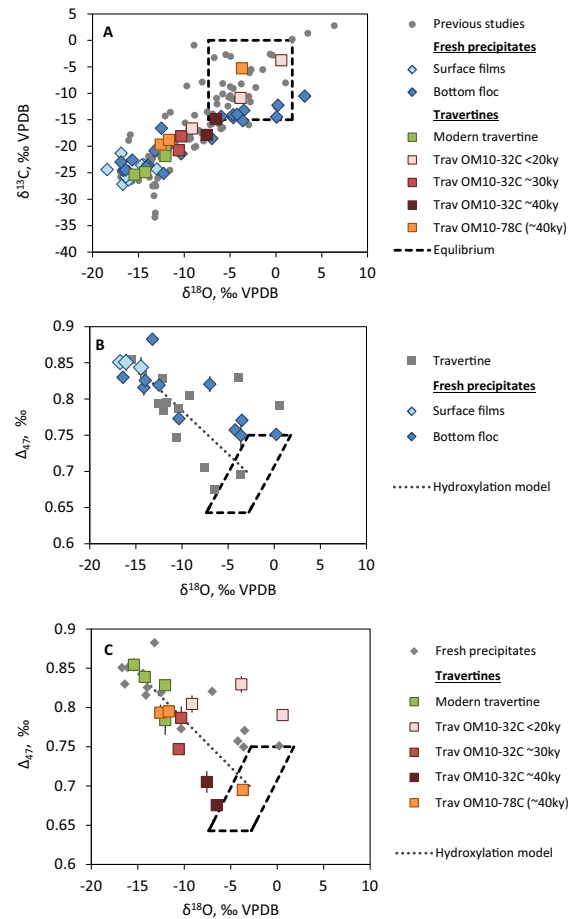 A
5
0
-5
-10
-15
-20
-25
-30
-35
-40
-20
-15
-10
-5
0
5
10
δ13C, ‰ VPDB
δ18O, ‰ VPDB
Previous studies
Fresh precipitates
Surface films
Bottom floc
Travertines
Modern travertine
Trav OM10-32C <20ky
Trav OM10-32C ~30ky
Trav OM10-32C ~40ky
Trav OM10-78C (~40ky)
Equlibrium
B
0.9
0.85
0.8
0.75
0.7
0.65
0.6
-20
-15
-10
-5
0
5
10
Δ47, ‰
δ18O, ‰ VPDB
Travertine
Fresh precipitates
Surface films
Bottom floc
Hydroxylation model
C
0.9
0.85
0.8
0.75
0.7
0.65
0.6
-20
-15
-10
-5
0
5
10
Δ47, ‰
δ18O, ‰ VPDB
Fresh precipitates
Travertines
Modern travertine
Trav OM10-32C <20ky
Trav OM10-32C ~30ky
Trav OM10-32C ~40ky
Trav OM10-78C (~40ky)
Hydroxylation model